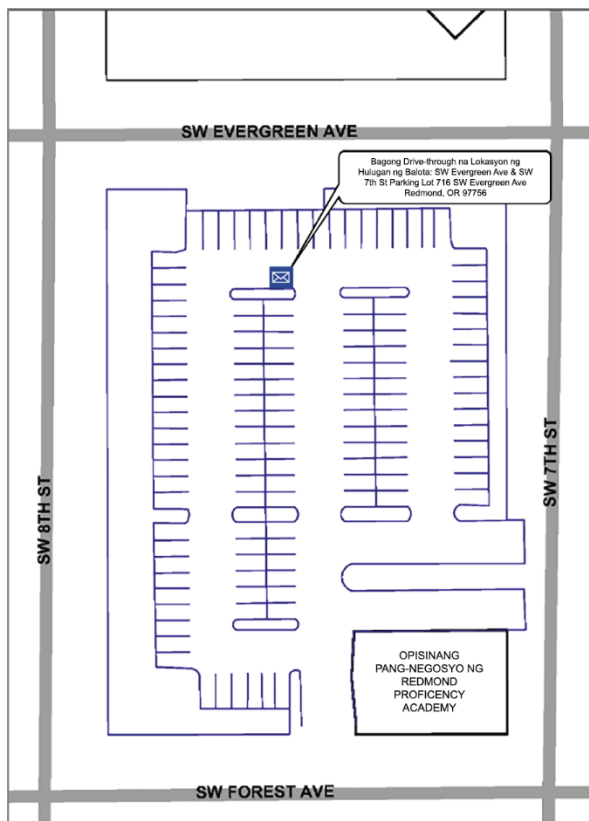 SW EVERGREEN AVE
Bagong Drive-through na Lokasyon ng
Hulugan ng Balota: SW Evergreen Ave & SW
7th St Parking Lot 716 SW Evergreen Ave
Redmond, OR 97756
SW 8TH ST
SW 7TH ST
OPISINANG
PANG-NEGOSYO NG
REDMOND
PROFICENCY
ACADEMY
SW FOREST AVE